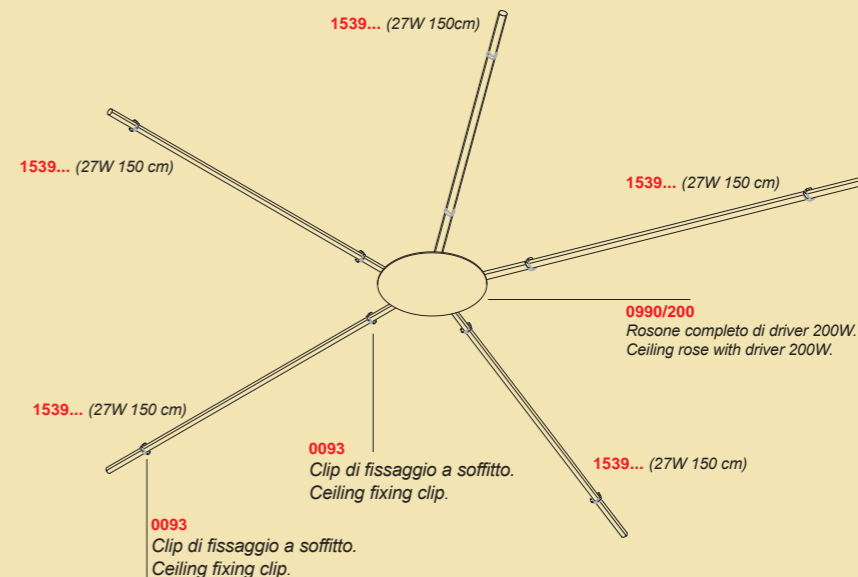 1539... (27W 150cm)
1539... (27W 150 cm)
1539... (27W 150 cm)
0990/200
Rosone completo di driver 200W.
Ceiling rose with driver 200W.
1539... (27W 150 cm)
0093
Clip di fissaggio a soffitto.
Ceiling fixing clip.
1539... (27W 150 cm)
0093
Clip di fissaggio a soffitto.
Ceiling fixing clip.